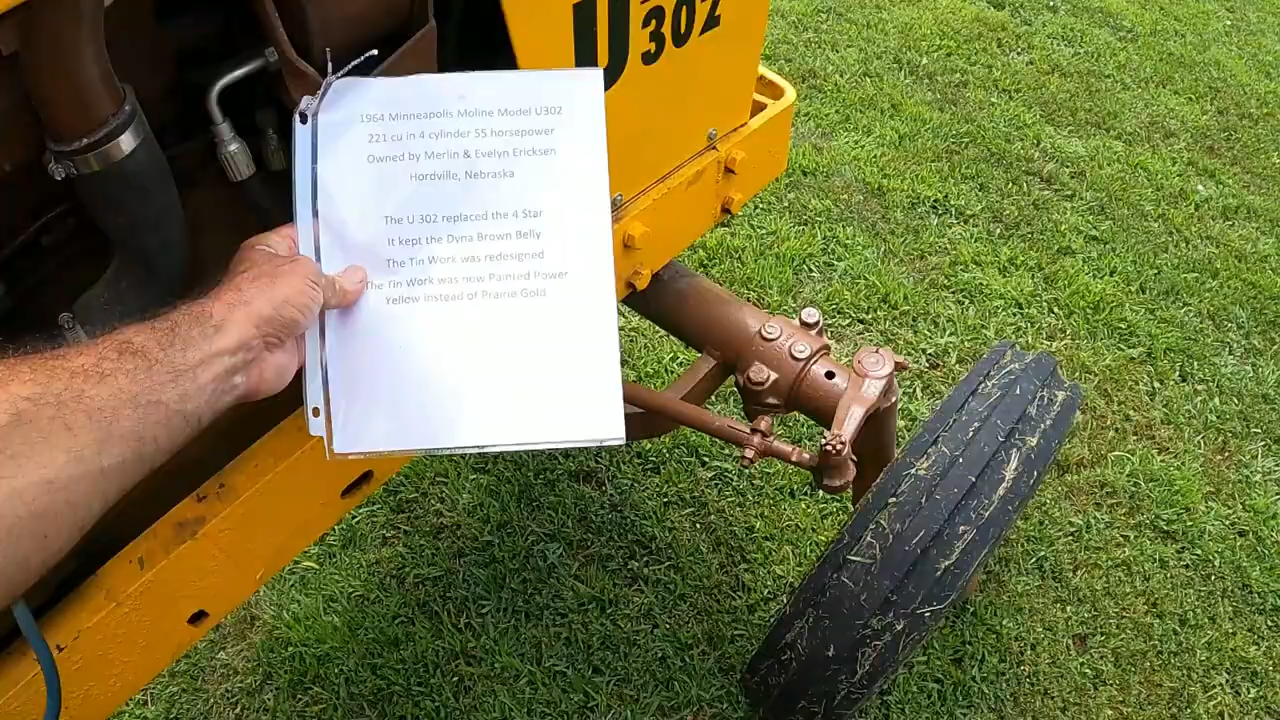 U 302
1964 Minneapolis Moline Model U302
221 cu in 4 cylinder 55 horsepower
Owned by Merlin & Evelyn Ericksen
Hordville, Nebraska
The U 302 replaced the 4 Star
It kept the Dyna Brown Belly
The Tin Work was redesigned
The Tin Work was now Painted Power
Yellow instead of Prairie Gold